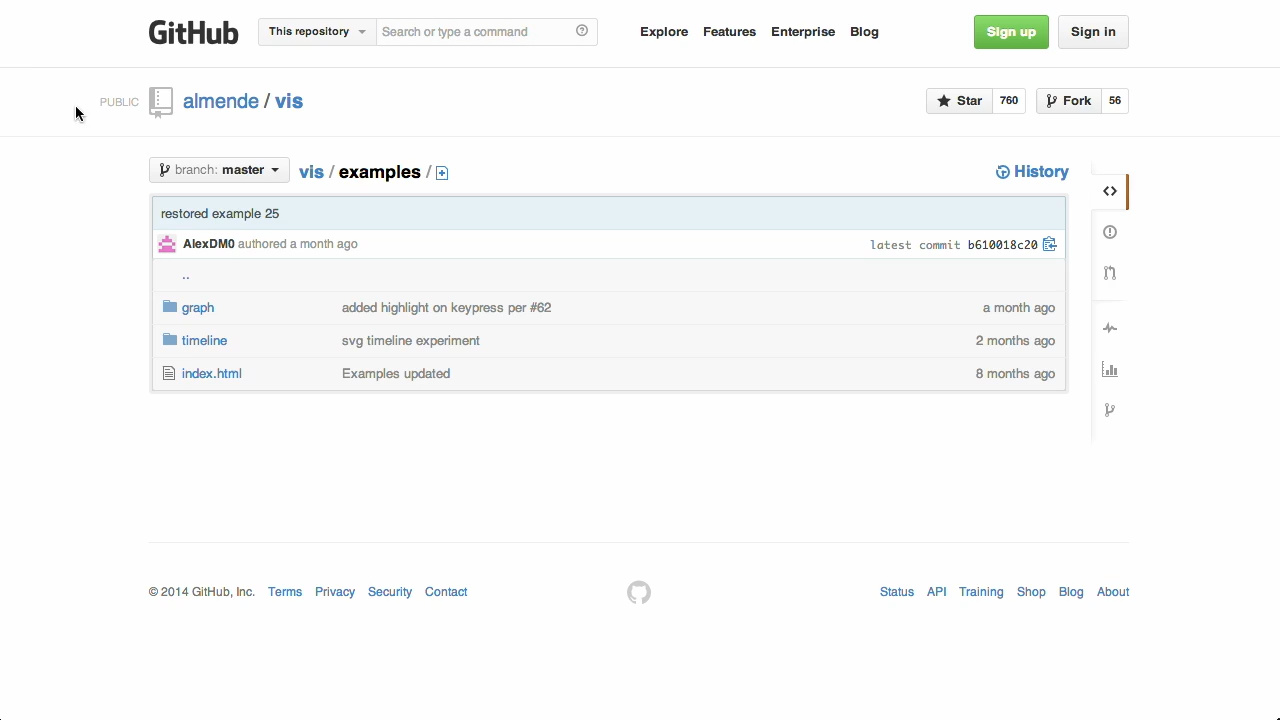 GitHub This repository Search or type a command Explore Features Enterprise Blog Sign up Sign in
PUBLIC almende / vis Star 760 Fork 56
branch: master vis / examples / History
restored example 25
AlexDM0 authored a month ago latest commit b610018c20
..
graph added highlight on keypress per #62 a month ago
timeline svg timeline experiment 2 months ago
index.html Examples updated 8 months ago
© 2014 GitHub, Inc. Terms Privacy Security Contact Status API Training Shop Blog About